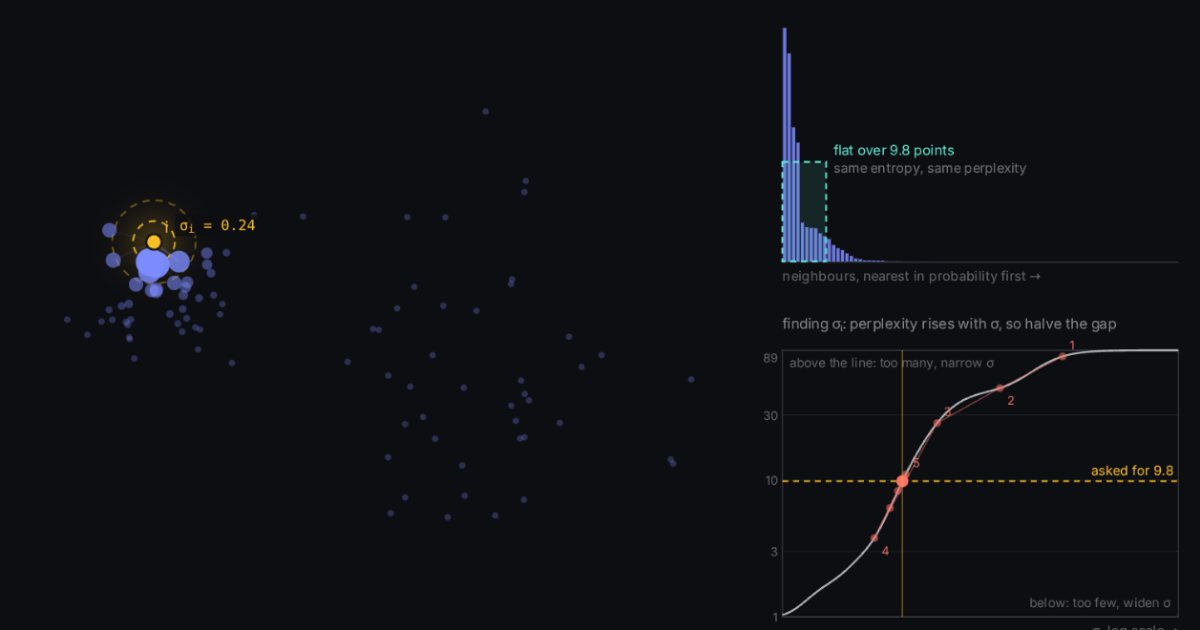 i σᵢ = 0.24
flat over 9.8 points
same entropy, same perplexity
neighbours, nearest in probability first →
finding σᵢ: perplexity rises with σ, so halve the gap
89
above the line: too many, narrow σ
1
2
30
3
5
10
asked for 9.8
3
4
below: too few, widen σ
1